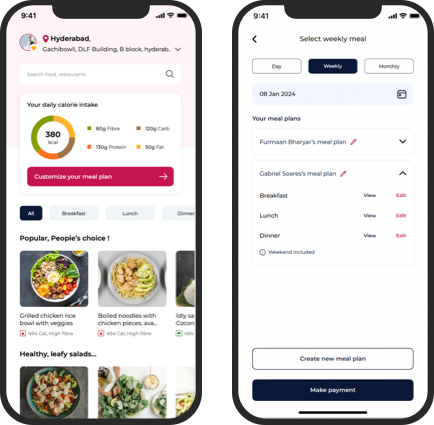 9:41
Hyderabad,
Gachibowli, DLF Building, B block, hyderab..
Search food, restaurants
Your daily calorie intake
380
kcal
80g Fibre
120g Carb
130g Protein
50g Fat
Customize your meal plan
All
Breakfast
Lunch
Dinner
Popular, People's choice !
Grilled chicken rice
bowl with veggies
494 Cal, High fibre
Boiled noodles with
chicken pieces, ava...
494 Cal, High fibre
Idly sa
Coconu
494
Healthy, leafy salads...
9:41
Select weekly meal
Day
Weekly
Monthly
08 Jan 2024
Your meal plans
Furmaan Bharyar's meal plan
Gabriel Soares's meal plan
Breakfast View Edit
Lunch View Edit
Dinner View Edit
Weekend included
Create new meal plan
Make payment